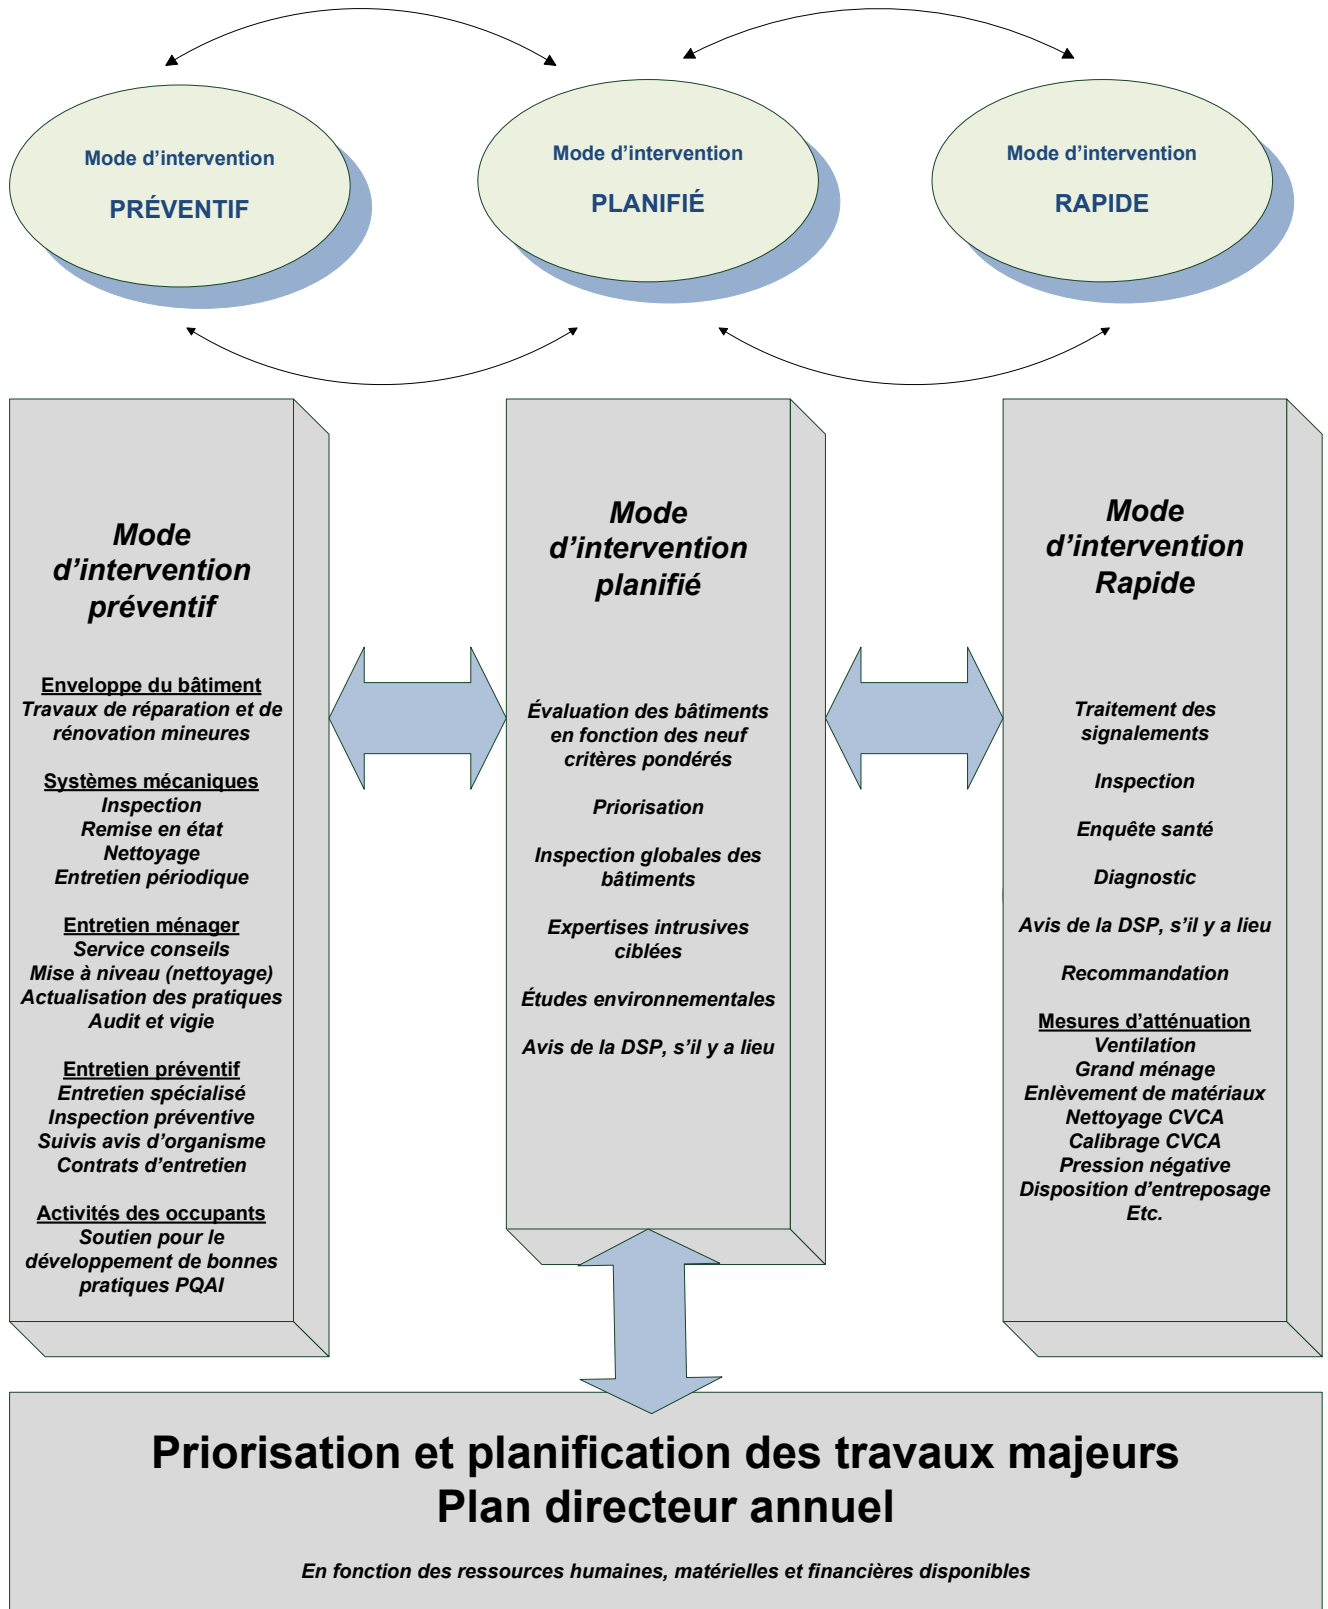 Mode d'intervention
PRÉVENTIF
Mode d'intervention
PLANIFIÉ
Mode d'intervention
RAPIDE
Mode
d'intervention
préventif
Enveloppe du bâtiment
Travaux de réparation et de
rénovation mineures
Systèmes mécaniques
Inspection
Remise en état
Nettoyage
Entretien périodique
Entretien ménager
Service conseils
Mise à niveau (nettoyage)
Actualisation des pratiques
Audit et vigie
Entretien préventif
Entretien spécialisé
Inspection préventive
Suivis avis d'organisme
Contrats d'entretien
Activités des occupants
Soutien pour le
développement de bonnes
pratiques PQAI
Mode
d'intervention
planifié
Évaluation des bâtiments
en fonction des neuf
critères pondérés
Priorisation
Inspection globales des
bâtiments
Expertises intrusives
ciblées
Études environnementales
Avis de la DSP, s'il y a lieu
Mode
d'intervention
Rapide
Traitement des
signalements
Inspection
Enquête santé
Diagnostic
Avis de la DSP, s'il y a lieu
Recommandation
Mesures d'atténuation
Ventilation
Grand ménage
Enlèvement de matériaux
Nettoyage CVCA
Calibrage CVCA
Pression négative
Disposition d'entreposage
Etc.
Priorisation et planification des travaux majeurs
Plan directeur annuel
En fonction des ressources humaines, matérielles et financières disponibles